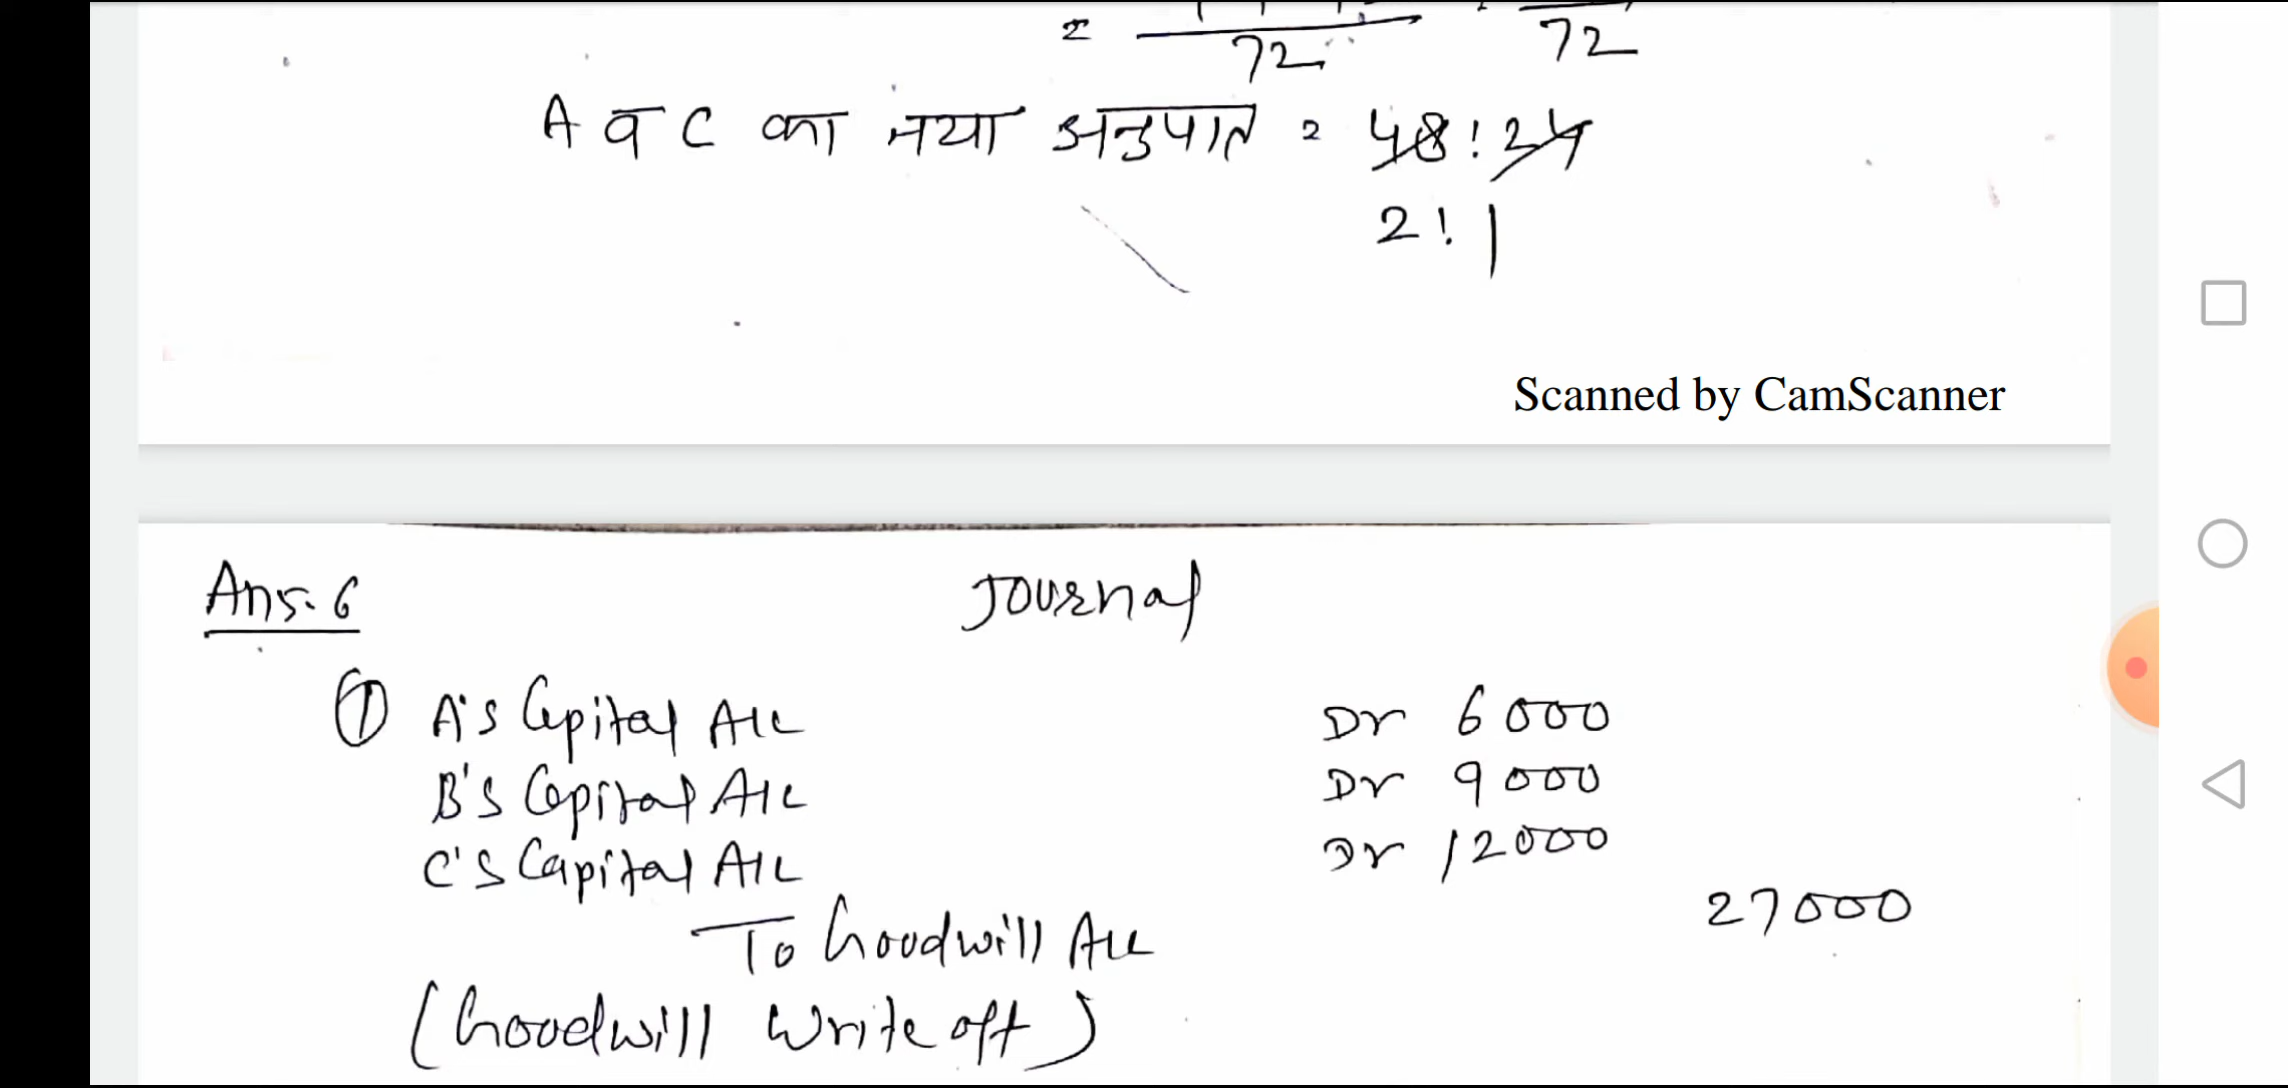 = 72 72
A व C का नया अनुपात = 48:24
2:1
Scanned by CamScanner
Ans. 6 Journal
① A's Capital A/c Dr 6000
B's Capital A/c Dr 9000
C's Capital A/c Dr 12000
To Goodwill A/c 27000
(Goodwill Write off)